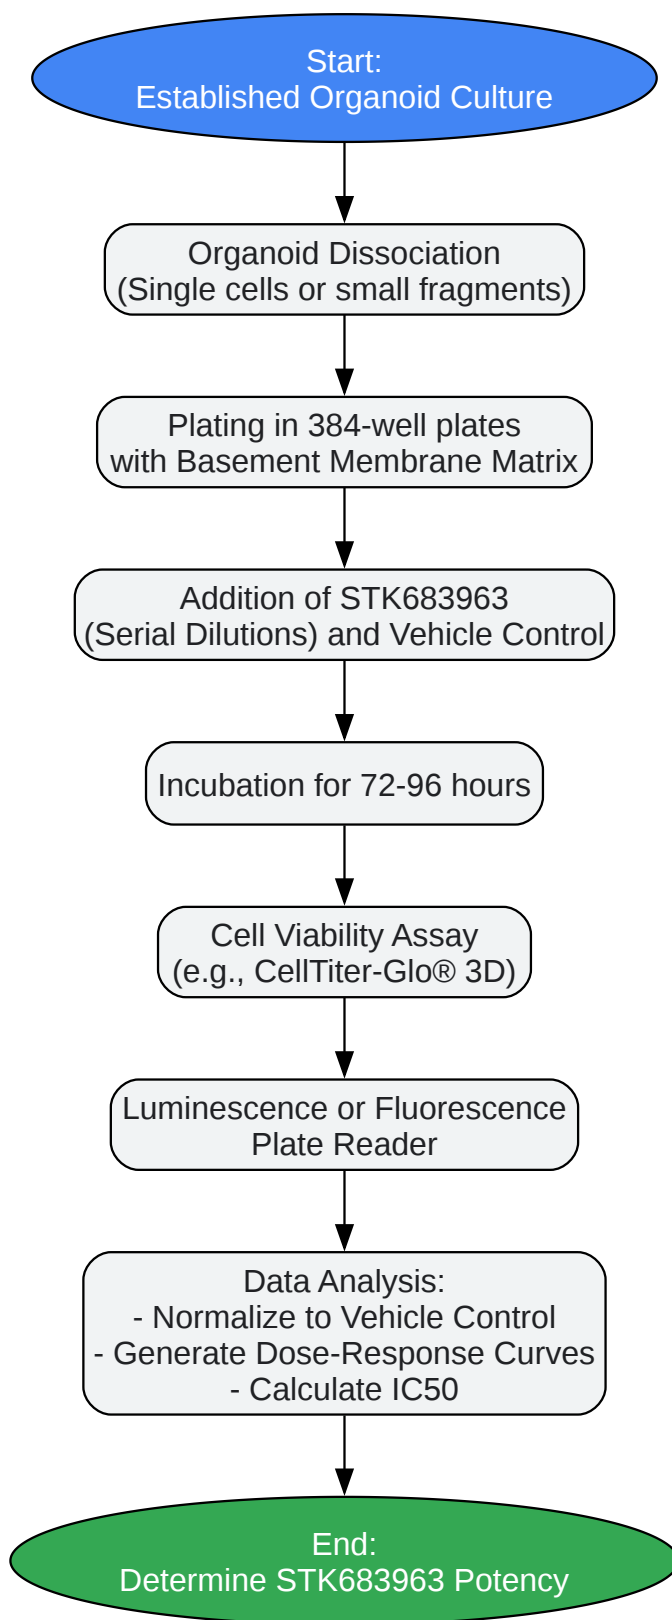 Start:
Established Organoid Culture
Organoid Dissociation
(Single cells or small fragments)
Plating in 384-well plates
with Basement Membrane Matrix
Addition of STK683963
(Serial Dilutions) and Vehicle Control
Incubation for 72-96 hours
Cell Viability Assay
(e.g., CellTiter-Glo® 3D)
Luminescence or Fluorescence
Plate Reader
Data Analysis:
- Normalize to Vehicle Control
- Generate Dose-Response Curves
- Calculate IC50
End:
Determine STK683963 Potency